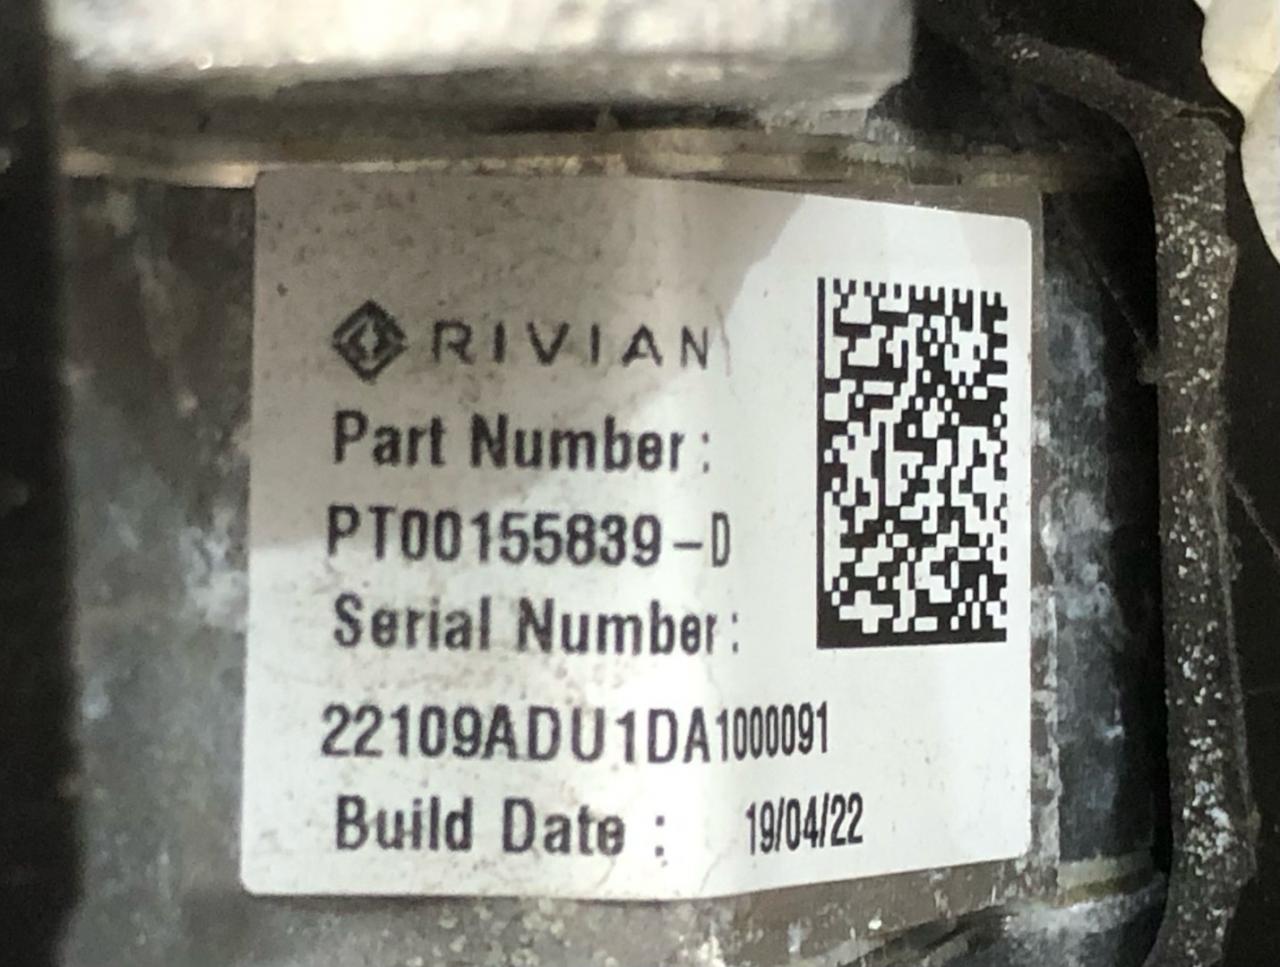 RIVIAN
Part Number:
PT00155839-D
Serial Number:
22109ADU1DA1000091
Build Date : 19/04/22